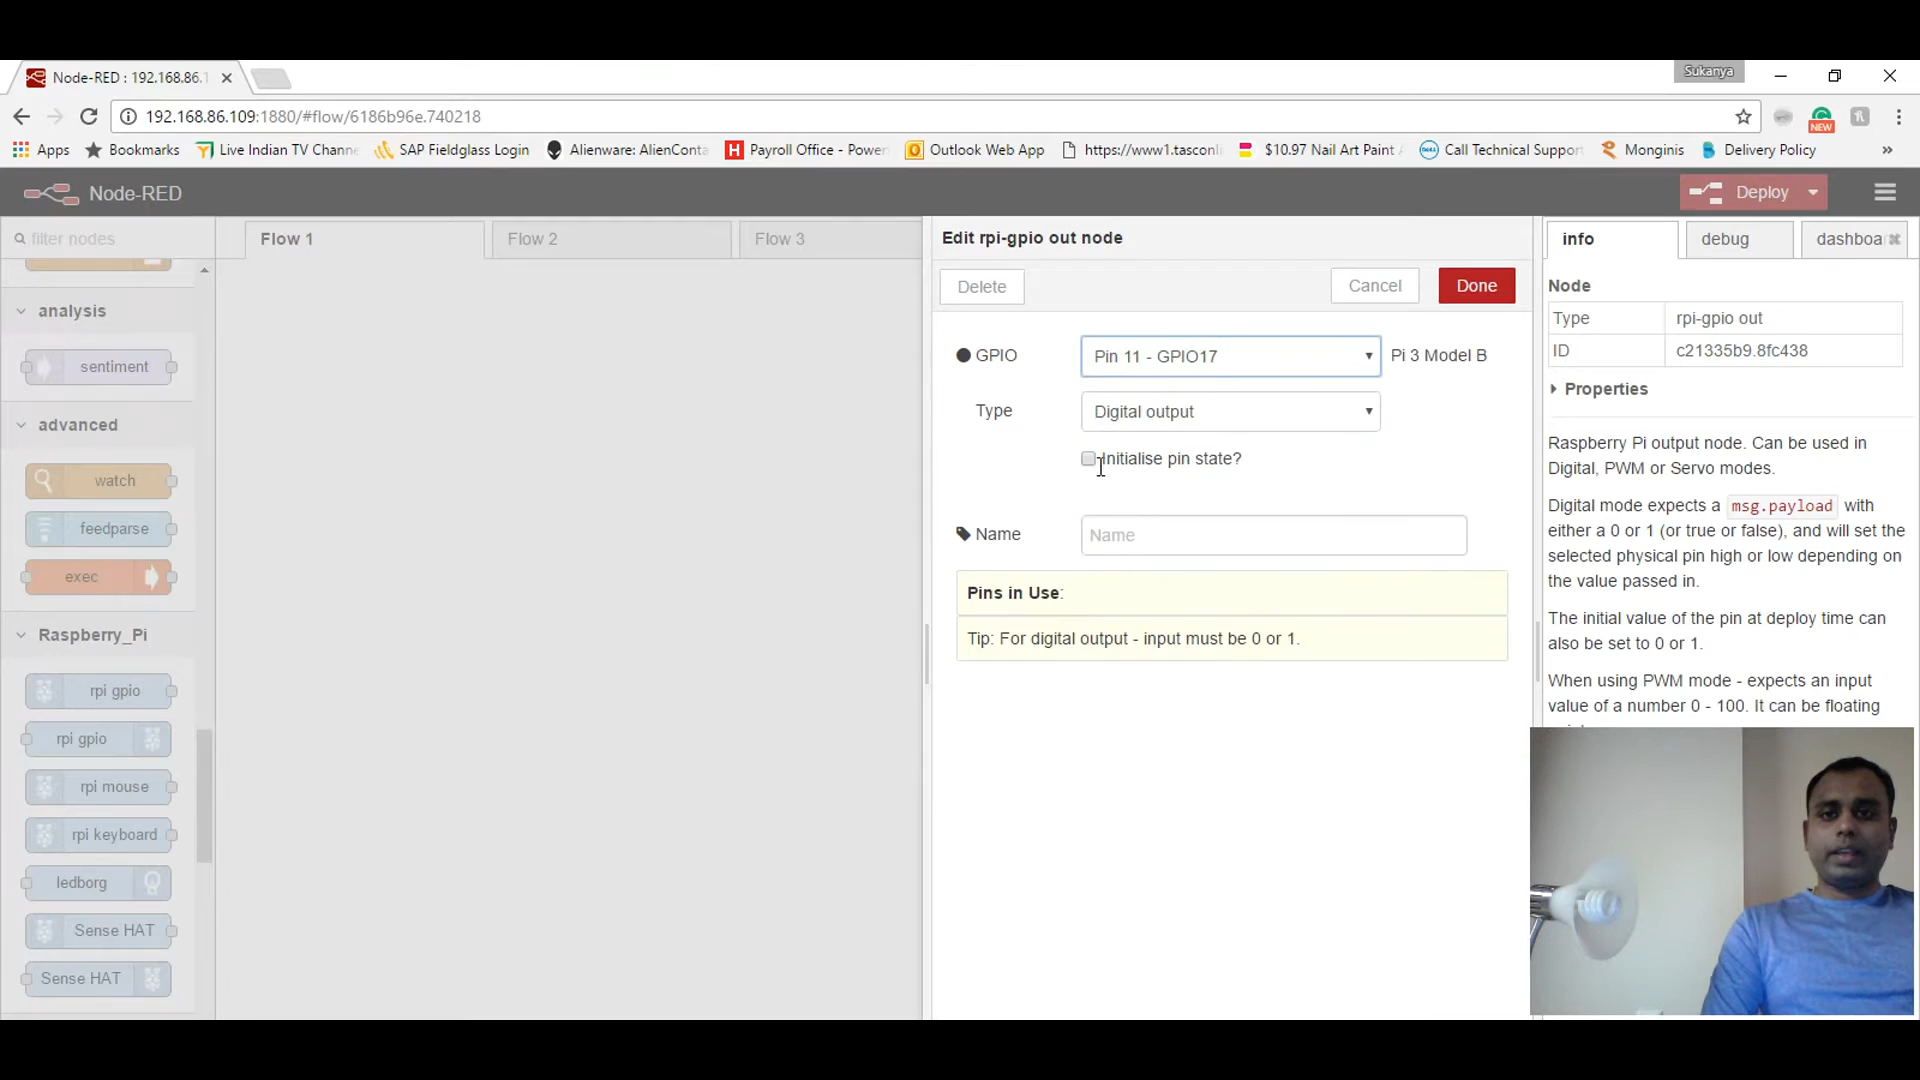 Node-RED : 192.168.86.1
Sukanya
192.168.86.109:1880/#flow/6186b96e.740218
NEW
Apps
Bookmarks
Live Indian TV Channe
SAP Fieldglass Login
Alienware: AlienConta
H
Payroll Office - Power
Outlook Web App
https://www1.tasconli
$10.97 Nail Art Paint
Call Technical Support
Monginis
Delivery Policy
»
Node-RED
Deploy
filter nodes
Flow 1
Flow 2
Flow 3
Edit rpi-gpio out node
info
debug
dashboa
analysis
sentiment
advanced
watch
feedparse
exec
Raspberry_Pi
rpi gpio
rpi gpio
rpi mouse
rpi keyboard
ledborg
Sense HAT
Sense HAT
Delete
Cancel
Done
GPIO
Pin 11 - GPIO17
Pi 3 Model B
Type
Digital output
Initialise pin state?
Name
Name
Pins in Use:
Tip: For digital output - input must be 0 or 1.
Node
Type
rpi-gpio out
ID
c21335b9.8fc438
Properties
Raspberry Pi output node. Can be used in
Digital, PWM or Servo modes.
Digital mode expects a msg.payload with
either a 0 or 1 (or true or false), and will set the
selected physical pin high or low depending on
the value passed in.
The initial value of the pin at deploy time can
also be set to 0 or 1.
When using PWM mode - expects an input
value of a number 0 - 100. It can be floating